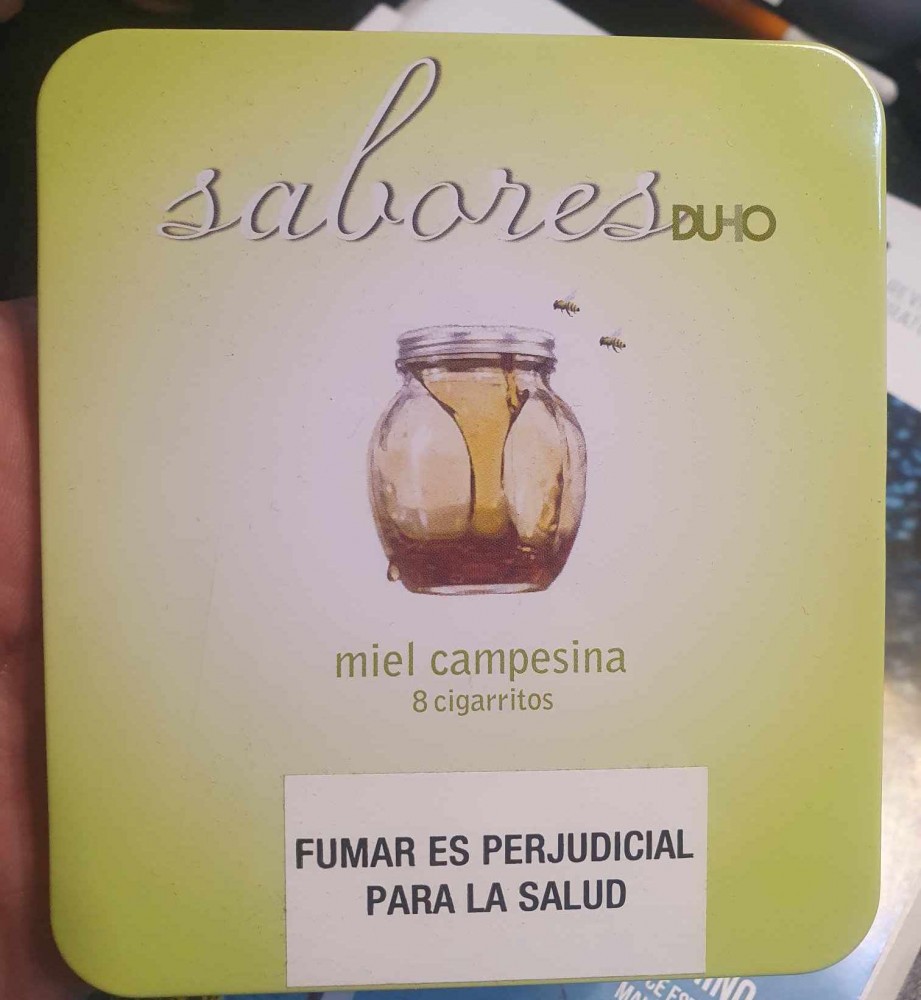 sabores DUHO
miel campesina
8 cigarritos
FUMAR ES PERJUDICIAL
PARA LA SALUD